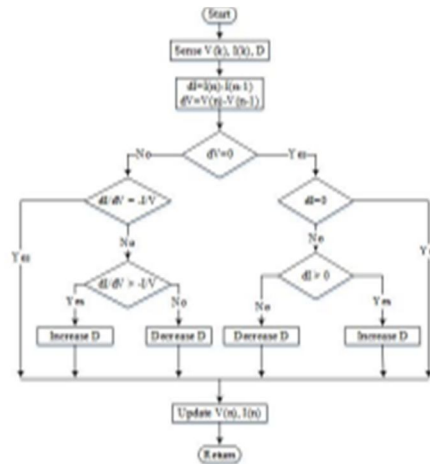 Start
Sense V(k), I(k), D
dI=I(n)-I(n-1)
dV=V(n)-V(n-1)
dV=0
No
Yes
dI/dV = -I/V
dI=0
Yes
No
No
Yes
dI/dV > -I/V
dI > 0
Yes
No
No
Yes
Increase D
Decrease D
Decrease D
Increase D
Update V(n), I(n)
Return